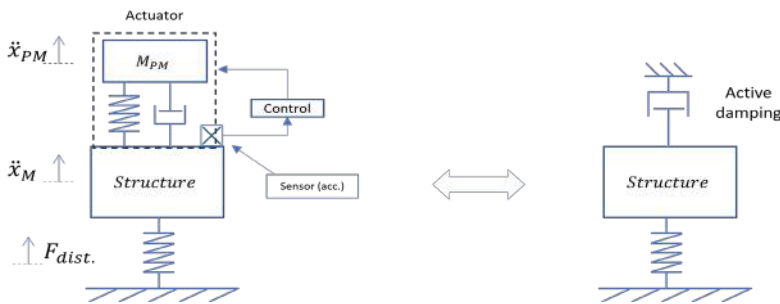 Actuator
ẍ_PM
M_PM
Control
Active
damping
ẍ_M
Structure
Sensor (acc.)
Structure
F_dist.